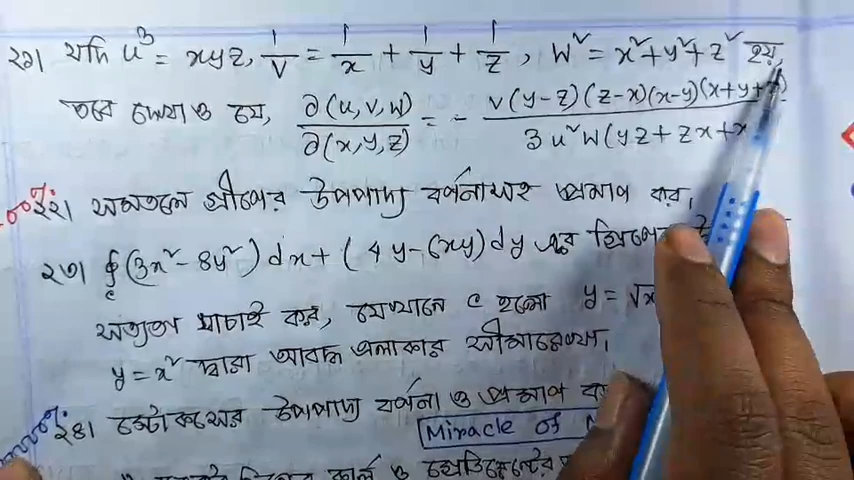 ২১। যদি u³ = xyz, 1/v = 1/x + 1/y + 1/z, w² = x² + y² + z² হয়,
তবে দেখাও যে, ∂(u,v,w)/∂(x,y,z) = - v(y-z)(z-x)(x-y)(x+y+z)/3u²w(yz+zx+x
২২। সমতলে গ্রীণের উপপাদ্য বর্ণনাসহ প্রমাণ কর।
২৩। ∮c (3x² - 8y²) dx + (4y - 6xy) dy এর
সত্যতা যাচাই কর, যেখানে c হলো y = √x
y = x² দ্বারা আবদ্ধ এলাকার সীমারেখা।
২৪। স্টোকসের উপপাদ্য বর্ণনা ও প্রমাণ
Miracle of